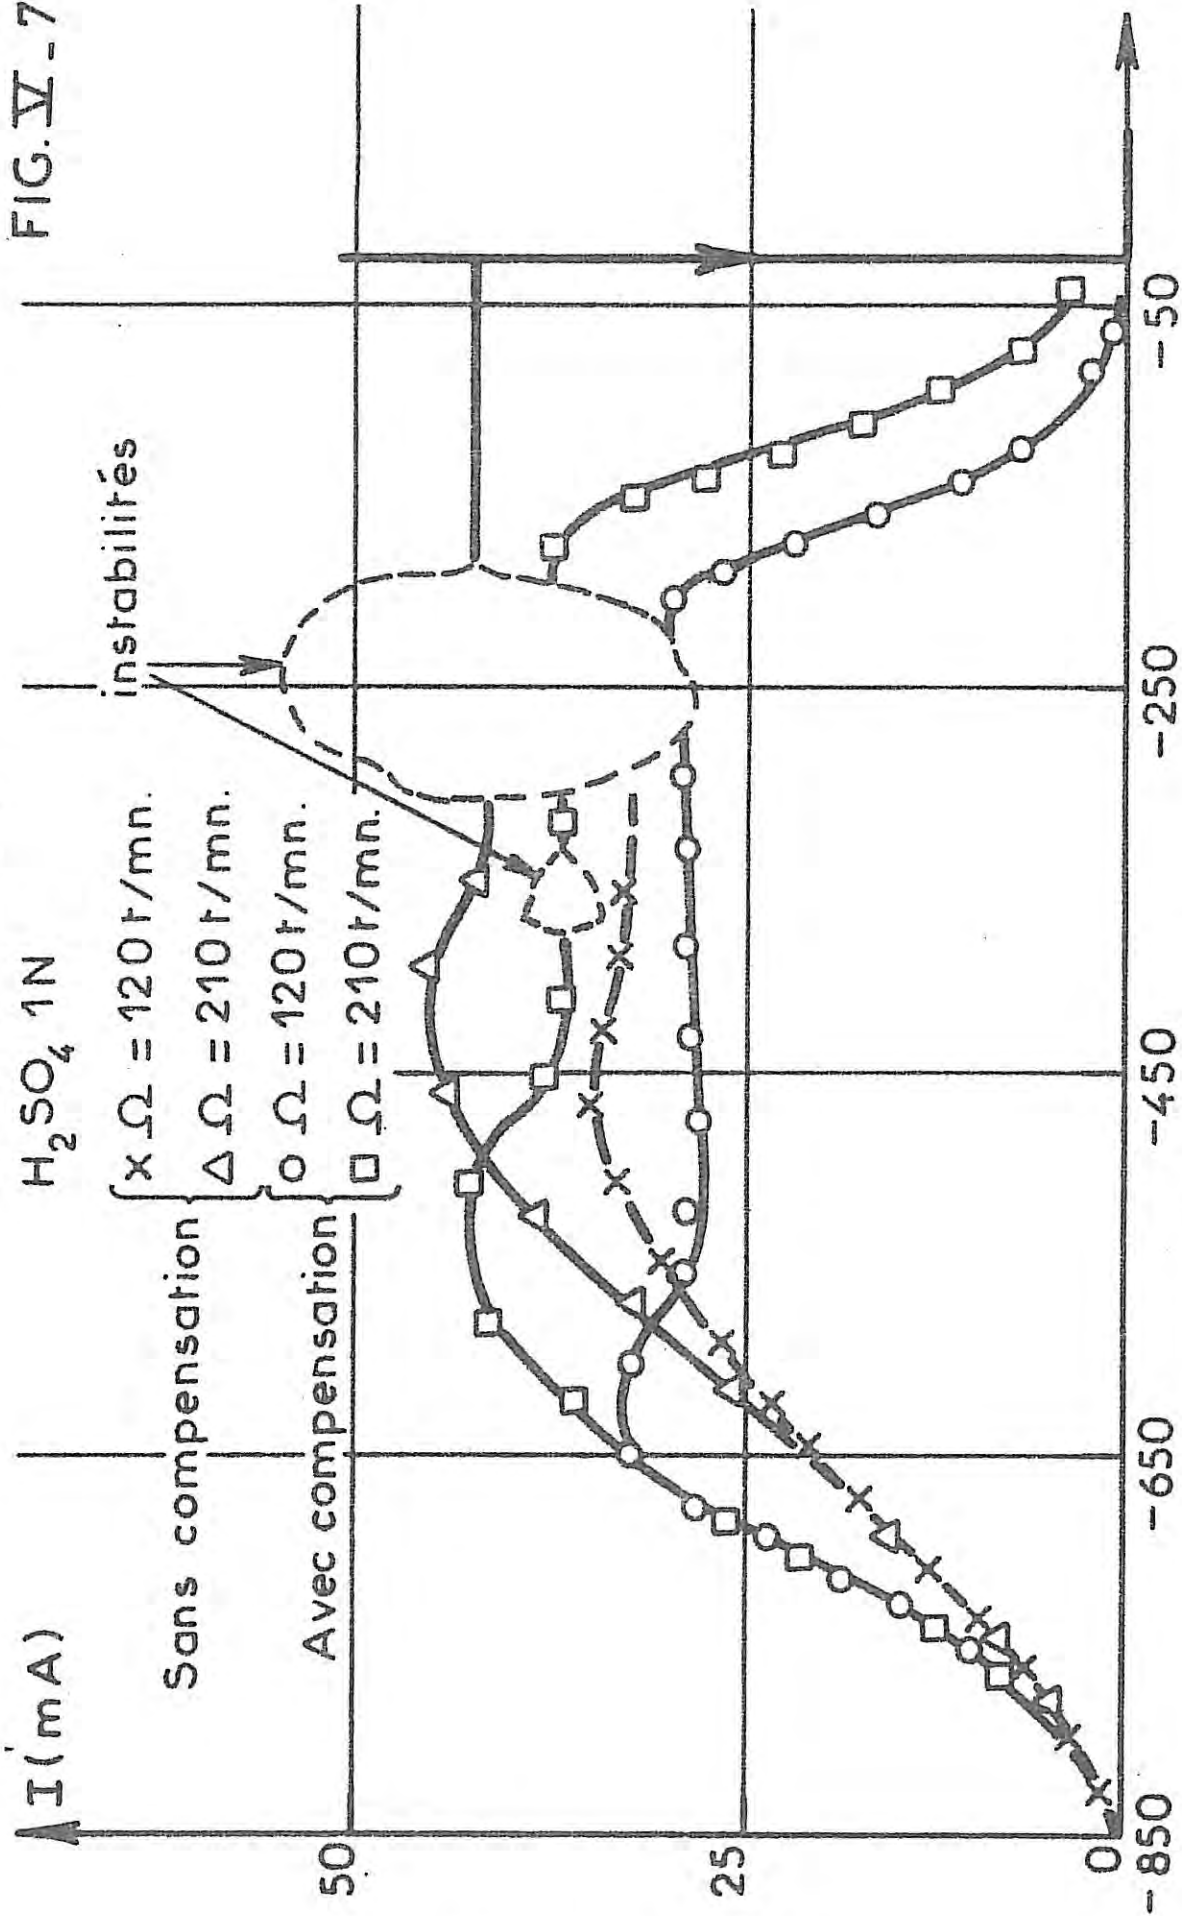 FIG. V-7
I(mA)
H₂SO₄ 1N
instabilités
Sans compensation
x Ω = 120 t/mn.
△ Ω = 210 t/mn.
Avec compensation
○ Ω = 120 t/mn.
□ Ω = 210 t/mn.
50
25
0
-850
-650
-450
-250
-50